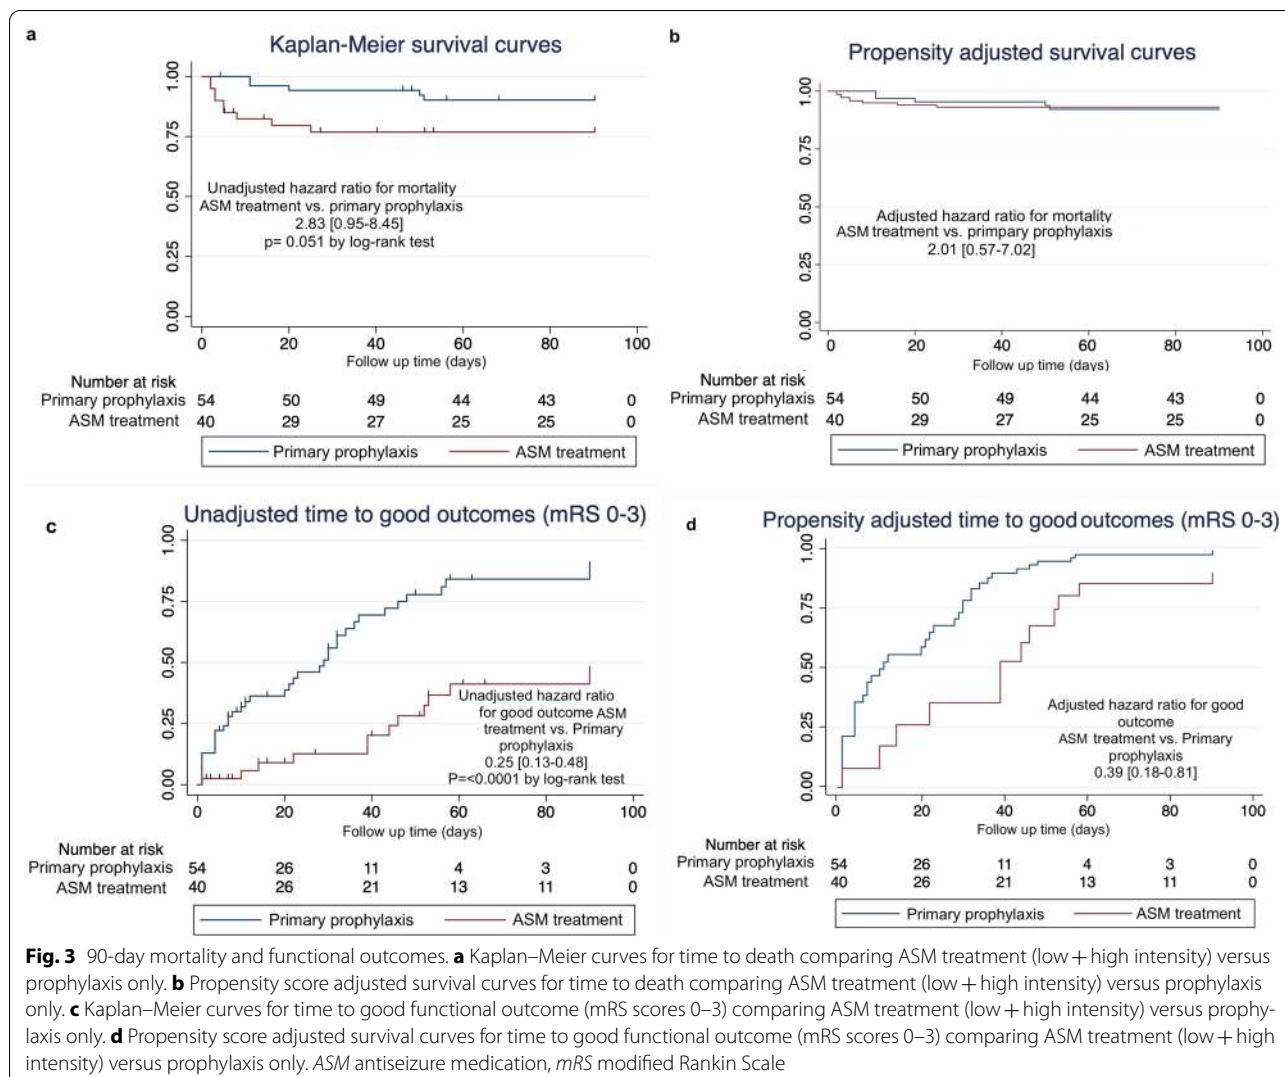 a
Kaplan-Meier survival curves
1.00
0.75
0.50
0.25
0.00
Unadjusted hazard ratio for mortality
ASM treatment vs. primary prophylaxis
2.83 [0.95-8.45]
p= 0.051 by log-rank test
0 20 40 60 80 100
Follow up time (days)
Number at risk
Primary prophylaxis 54 50 49 44 43 0
ASM treatment 40 29 27 25 25 0
Primary prophylaxis ASM treatment
b
Propensity adjusted survival curves
1.00
0.75
0.50
0.25
0.00
Adjusted hazard ratio for mortality
ASM treatment vs. primpary prophylaxis
2.01 [0.57-7.02]
0 20 40 60 80 100
Follow up time (days)
Number at risk
Primary prophylaxis 54 50 49 44 43 0
ASM treatment 40 29 27 25 25 0
Primary prophylaxis ASM treatment
c
Unadjusted time to good outcomes (mRS 0-3)
1.00
0.75
0.50
0.25
0.00
Unadjusted hazard ratio
for good outcome ASM
treatment vs. Primary
prophylaxis
0.25 [0.13-0.48]
P=<0.0001 by log-rank test
0 20 40 60 80 100
Follow up time (days)
Number at risk
Primary prophylaxis 54 26 11 4 3 0
ASM treatment 40 26 21 13 11 0
Primary prophylaxis ASM treatment
d
Propensity adjusted time to good outcomes (mRS 0-3)
1.00
0.75
0.50
0.25
0.00
Adjusted hazard ratio for good
outcome
ASM treatment vs. Primary
prophylaxis
0.39 [0.18-0.81]
0 20 40 60 80 100
Follow up time (days)
Number at risk
Primary prophylaxis 54 26 11 4 3 0
ASM treatment 40 26 21 13 11 0
Primary prophylaxis ASM treatment
Fig. 3 90-day mortality and functional outcomes. a Kaplan–Meier curves for time to death comparing ASM treatment (low + high intensity) versus
prophylaxis only. b Propensity score adjusted survival curves for time to death comparing ASM treatment (low + high intensity) versus prophylaxis
only. c Kaplan–Meier curves for time to good functional outcome (mRS scores 0–3) comparing ASM treatment (low + high intensity) versus prophy-
laxis only. d Propensity score adjusted survival curves for time to good functional outcome (mRS scores 0–3) comparing ASM treatment (low + high
intensity) versus prophylaxis only. ASM antiseizure medication, mRS modified Rankin Scale